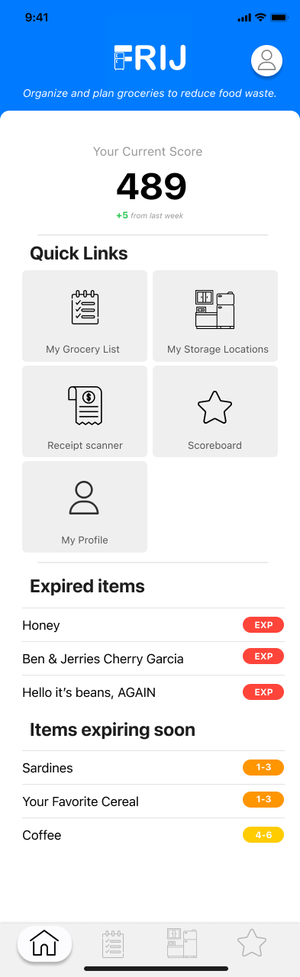 9:41
FRIJ
Organize and plan groceries to reduce food waste.
Your Current Score
489
+5 from last week
Quick Links
My Grocery List
My Storage Locations
$
Receipt scanner
Scoreboard
My Profile
Expired items
Honey
EXP
Ben & Jerries Cherry Garcia
EXP
Hello it's beans, AGAIN
EXP
Items expiring soon
Sardines
1-3
Your Favorite Cereal
1-3
Coffee
4-6